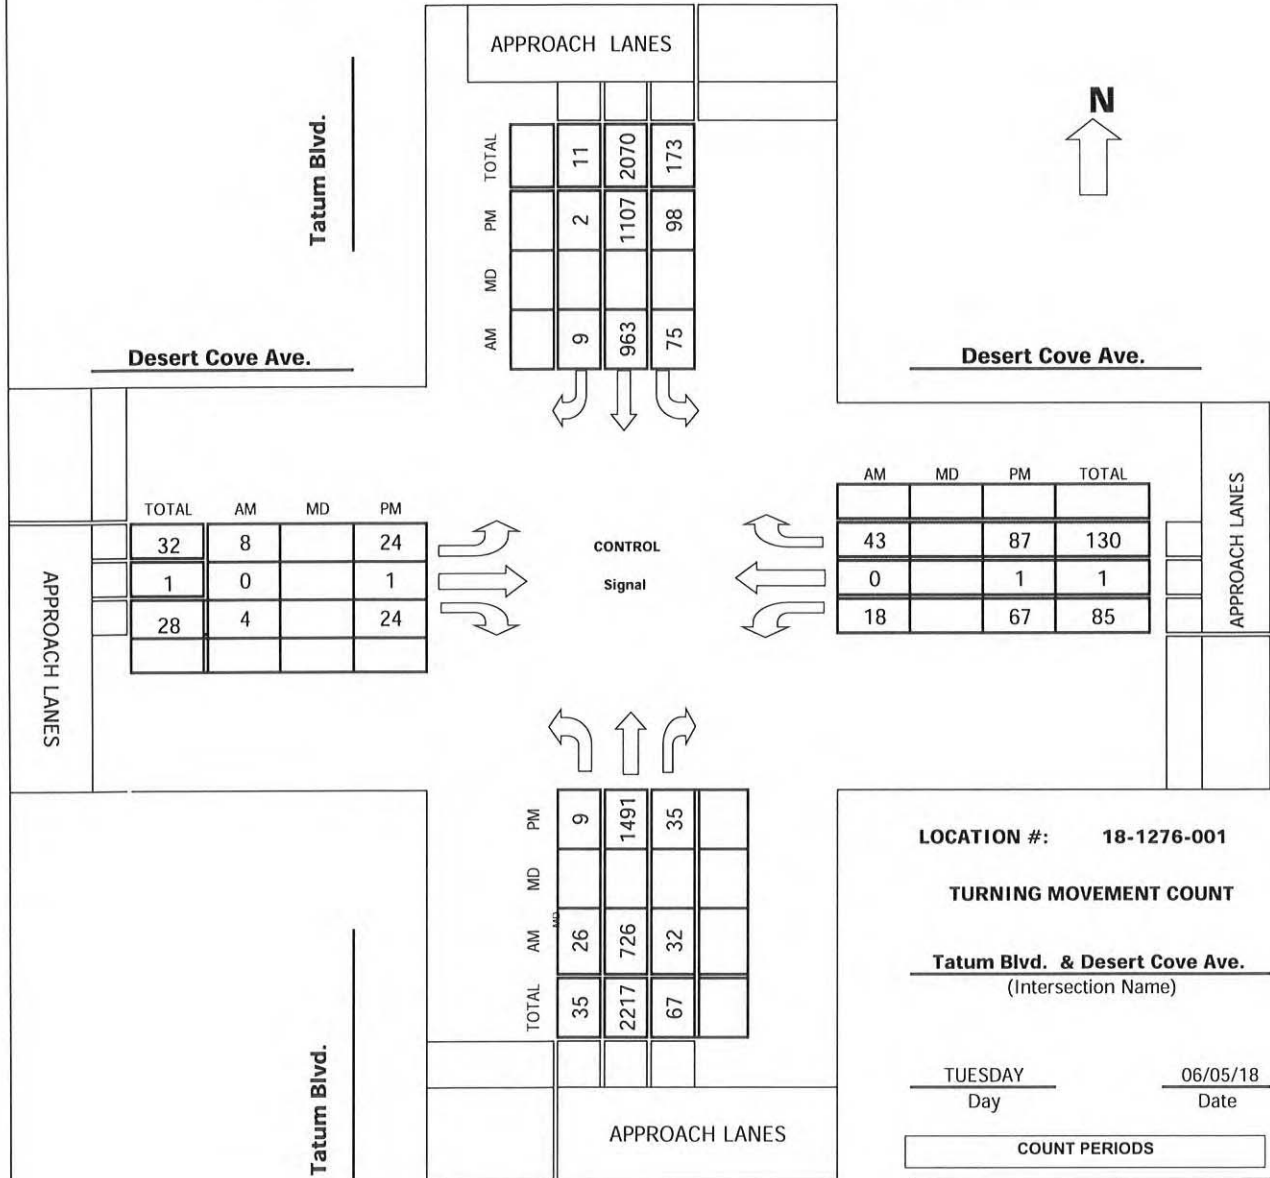 APPROACH LANES
N
Tatum Blvd.
TOTAL 11 2070 173
PM 2 1107 98
MD
AM 9 963 75
Desert Cove Ave.
Desert Cove Ave.
TOTAL AM MD PM
32 8 24
1 0 1
28 4 24
APPROACH LANES
CONTROL
Signal
AM MD PM TOTAL
43 87 130
0 1 1
18 67 85
APPROACH LANES
PM 9 1491 35
MD
MD
AM 26 726 32
TOTAL 35 2217 67
Tatum Blvd.
APPROACH LANES
LOCATION #: 18-1276-001
TURNING MOVEMENT COUNT
Tatum Blvd. & Desert Cove Ave.
(Intersection Name)
TUESDAY 06/05/18
Day Date
COUNT PERIODS